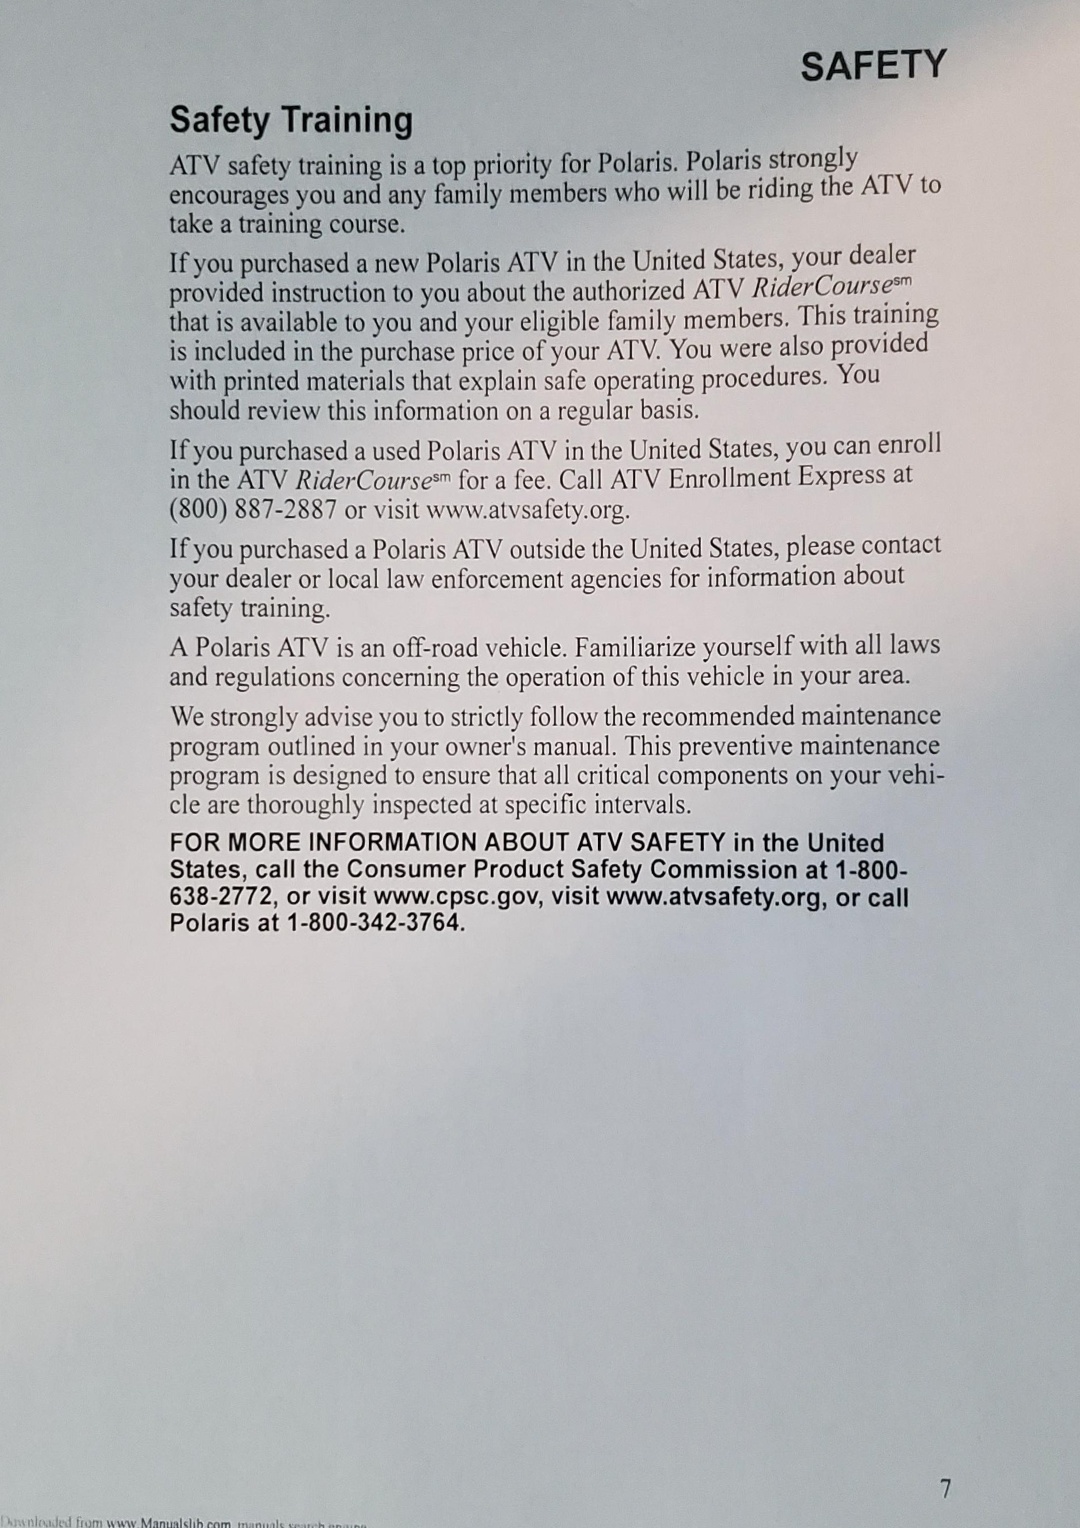 SAFETY
Safety Training
ATV safety training is a top priority for Polaris. Polaris strongly
encourages you and any family members who will be riding the ATV to
take a training course.
If you purchased a new Polaris ATV in the United States, your dealer
provided instruction to you about the authorized ATV RiderCourse℠
that is available to you and your eligible family members. This training
is included in the purchase price of your ATV. You were also provided
with printed materials that explain safe operating procedures. You
should review this information on a regular basis.
If you purchased a used Polaris ATV in the United States, you can enroll
in the ATV RiderCourse℠ for a fee. Call ATV Enrollment Express at
(800) 887-2887 or visit www.atvsafety.org.
If you purchased a Polaris ATV outside the United States, please contact
your dealer or local law enforcement agencies for information about
safety training.
A Polaris ATV is an off-road vehicle. Familiarize yourself with all laws
and regulations concerning the operation of this vehicle in your area.
We strongly advise you to strictly follow the recommended maintenance
program outlined in your owner's manual. This preventive maintenance
program is designed to ensure that all critical components on your vehi-
cle are thoroughly inspected at specific intervals.
FOR MORE INFORMATION ABOUT ATV SAFETY in the United
States, call the Consumer Product Safety Commission at 1-800-
638-2772, or visit www.cpsc.gov, visit www.atvsafety.org, or call
Polaris at 1-800-342-3764.
7
Downloaded from www.Manualslib.com manuals search engine